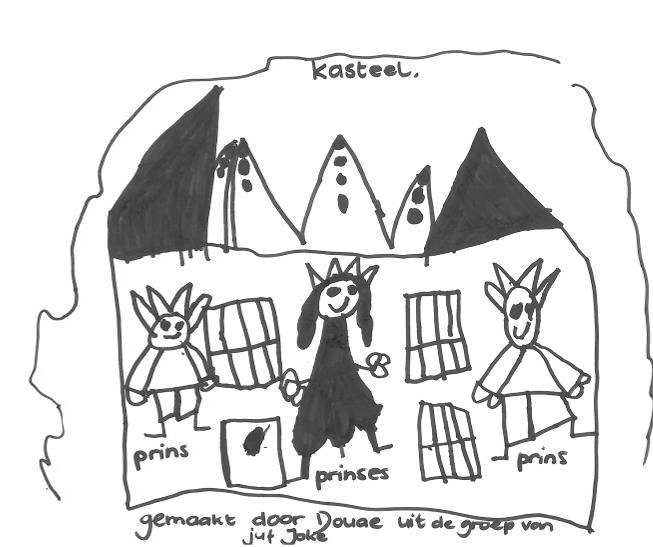 kasteel.
prins
prinses
prins
gemaakt door Douae uit de groep van
juf Joke